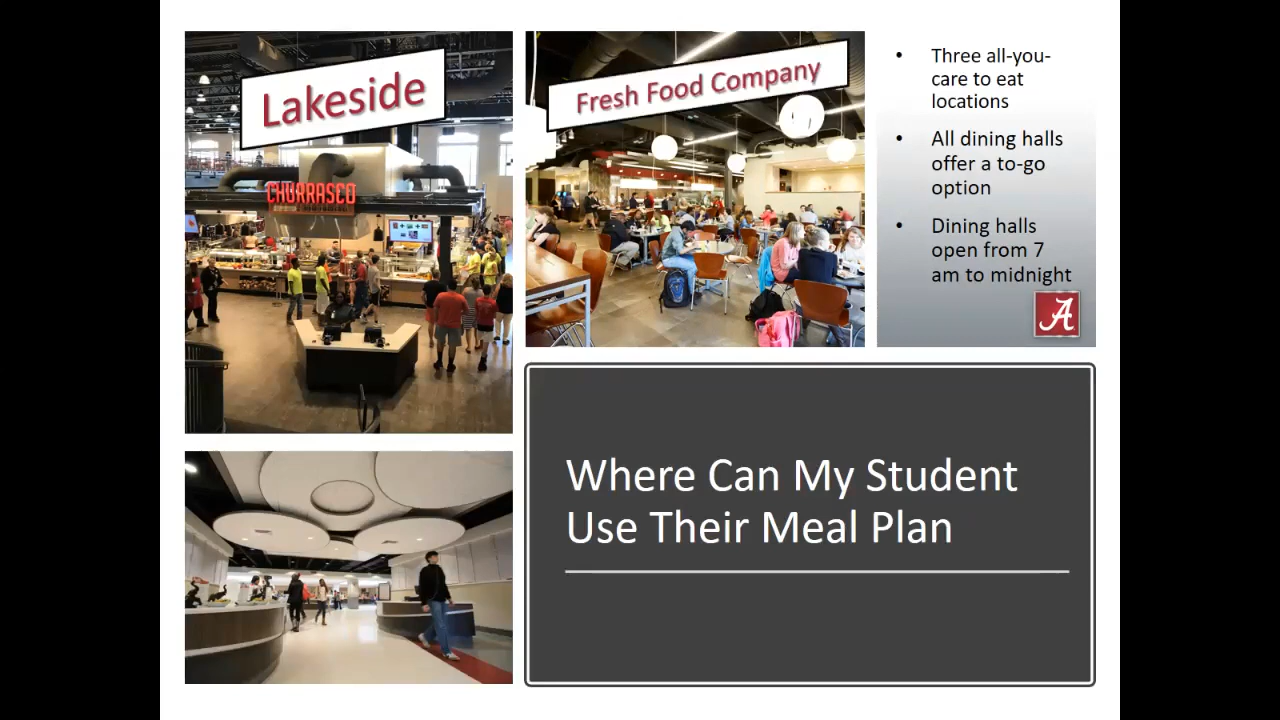 Lakeside
CHURRASCO
Fresh Food Company
• Three all-you-
care to eat
locations
• All dining halls
offer a to-go
option
• Dining halls
open from 7
am to midnight
A
Where Can My Student
Use Their Meal Plan